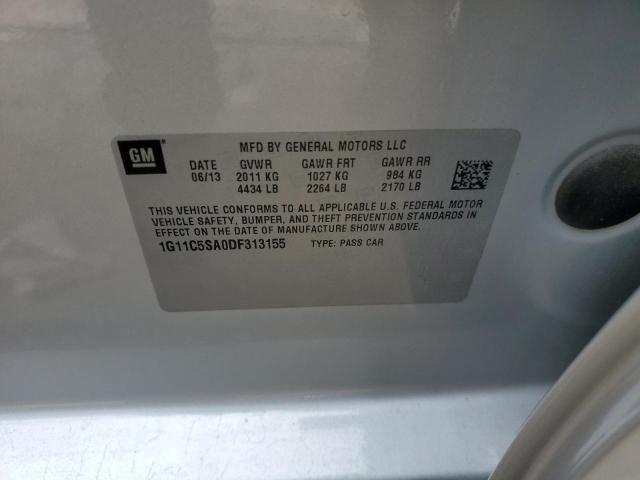 GM
MFD BY GENERAL MOTORS LLC
DATE GVWR GAWR FRT GAWR RR
06/13 2011 KG 1027 KG 984 KG
4434 LB 2264 LB 2170 LB
THIS VEHICLE CONFORMS TO ALL APPLICABLE U.S. FEDERAL MOTOR
VEHICLE SAFETY, BUMPER, AND THEFT PREVENTION STANDARDS IN
EFFECT ON THE DATE OF MANUFACTURE SHOWN ABOVE.
1G11C5SA0DF313155 TYPE: PASS CAR